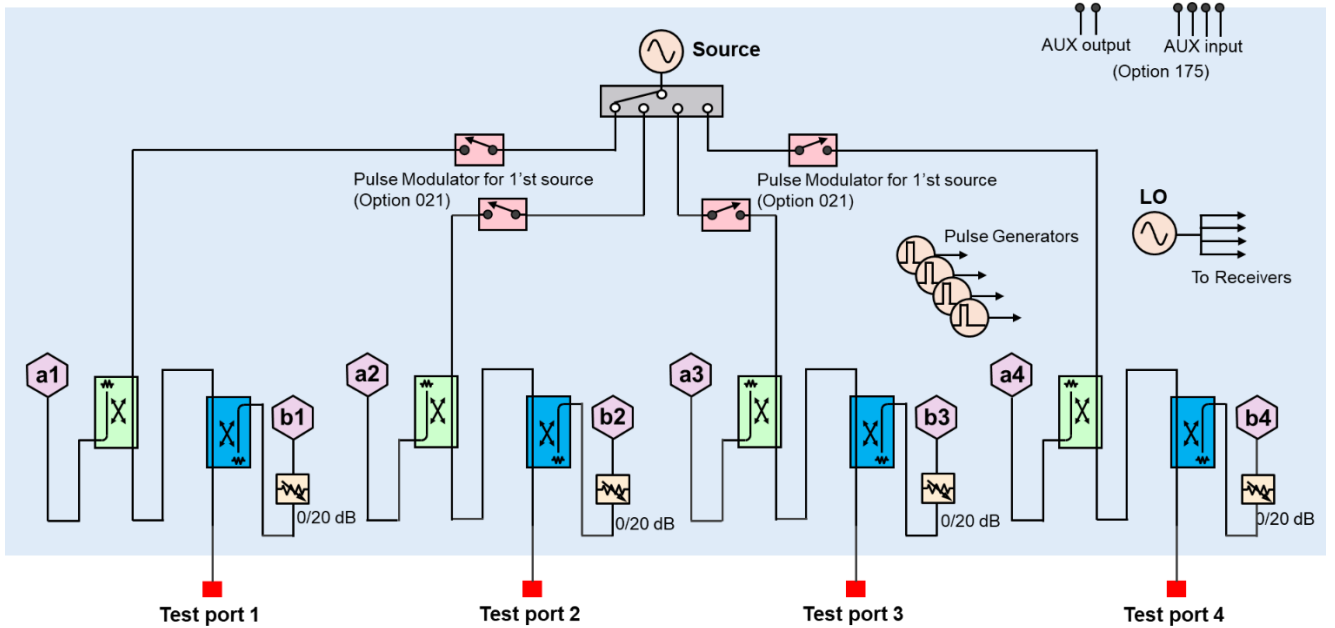 AUX output
AUX input
(Option 175)
Source
Pulse Modulator for 1'st source
(Option 021)
Pulse Modulator for 1'st source
(Option 021)
LO
Pulse Generators
To Receivers
a1
a2
a3
a4
b1
b2
b3
b4
0/20 dB
0/20 dB
0/20 dB
0/20 dB
Test port 1
Test port 2
Test port 3
Test port 4